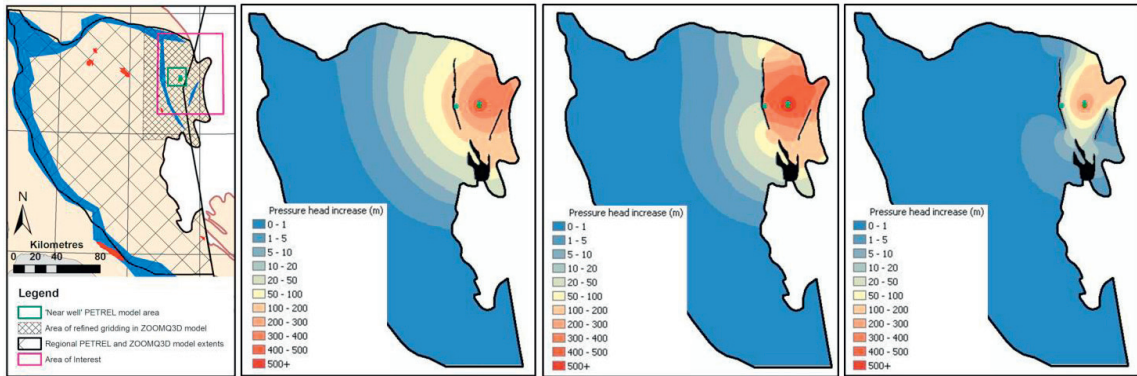 N
Kilometres
0 20 40 80
Legend
'Near well' PETREL model area
Area of refined gridding in ZOOMQ3D model
Regional PETREL and ZOOMQ3D model extents
Area of Interest
Pressure head increase (m)
0 - 1
1 - 5
5 - 10
10 - 20
20 - 50
50 - 100
100 - 200
200 - 300
300 - 400
400 - 500
500+
Pressure head increase (m)
0 - 1
1 - 5
5 - 10
10 - 20
20 - 50
50 - 100
100 - 200
200 - 300
300 - 400
400 - 500
500+
Pressure head increase (m)
0 - 1
1 - 5
5 - 10
10 - 20
20 - 50
50 - 100
100 - 200
200 - 300
300 - 400
400 - 500
500+